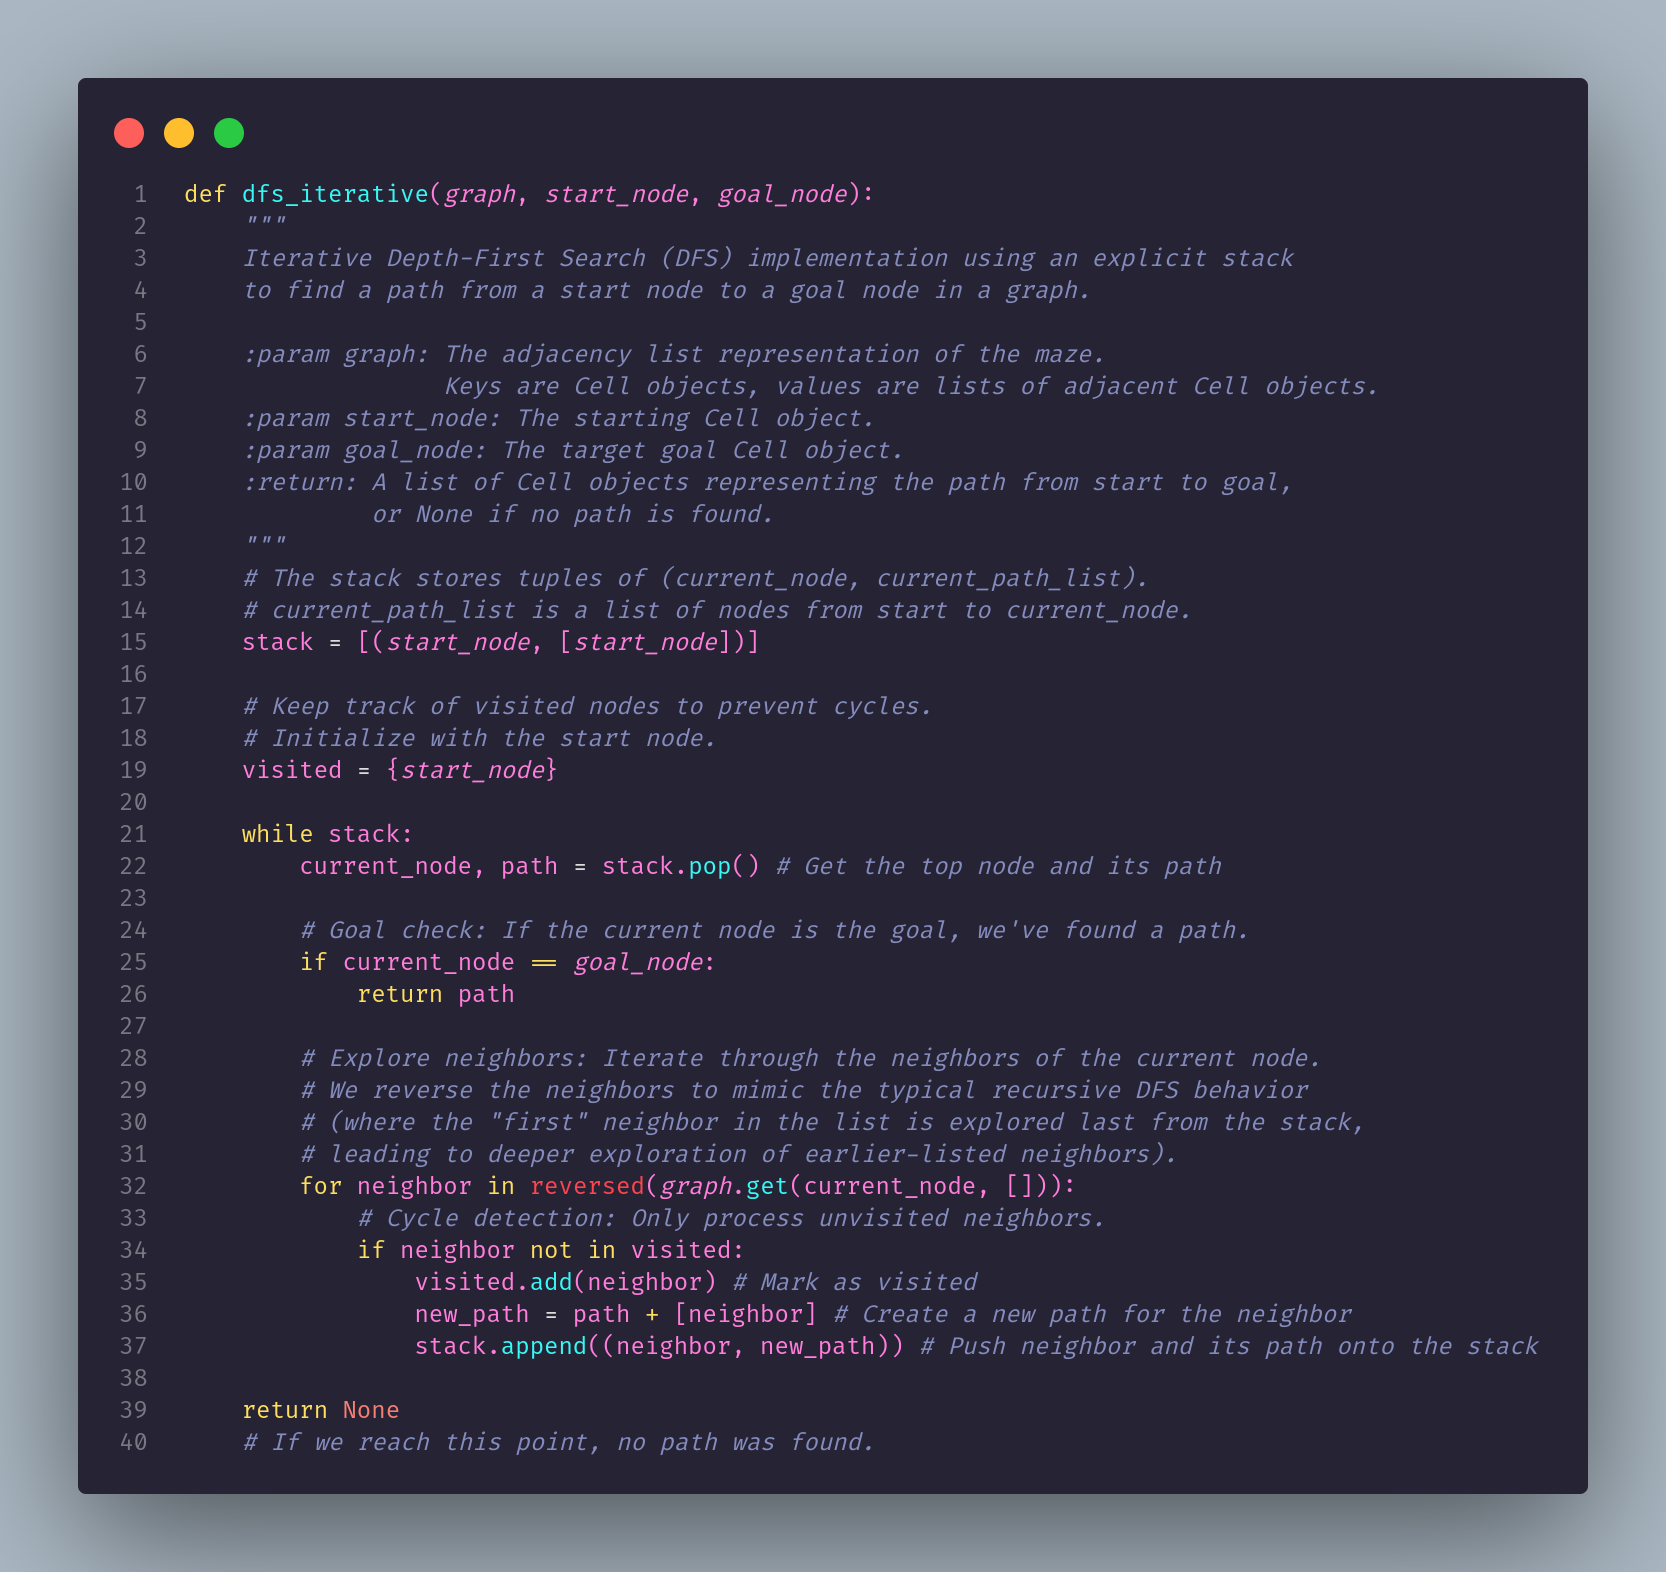 1 def dfs_iterative(graph, start_node, goal_node):
2     """
3     Iterative Depth-First Search (DFS) implementation using an explicit stack
4     to find a path from a start node to a goal node in a graph.
5
6     :param graph: The adjacency list representation of the maze.
7                   Keys are Cell objects, values are lists of adjacent Cell objects.
8     :param start_node: The starting Cell object.
9     :param goal_node: The target goal Cell object.
10     :return: A list of Cell objects representing the path from start to goal,
11              or None if no path is found.
12     """
13     # The stack stores tuples of (current_node, current_path_list).
14     # current_path_list is a list of nodes from start to current_node.
15     stack = [(start_node, [start_node])]
16
17     # Keep track of visited nodes to prevent cycles.
18     # Initialize with the start node.
19     visited = {start_node}
20
21     while stack:
22         current_node, path = stack.pop() # Get the top node and its path
23
24         # Goal check: If the current node is the goal, we've found a path.
25         if current_node == goal_node:
26             return path
27
28         # Explore neighbors: Iterate through the neighbors of the current node.
29         # We reverse the neighbors to mimic the typical recursive DFS behavior
30         # (where the "first" neighbor in the list is explored last from the stack,
31         # leading to deeper exploration of earlier-listed neighbors).
32         for neighbor in reversed(graph.get(current_node, [])):
33             # Cycle detection: Only process unvisited neighbors.
34             if neighbor not in visited:
35                 visited.add(neighbor) # Mark as visited
36                 new_path = path + [neighbor] # Create a new path for the neighbor
37                 stack.append((neighbor, new_path)) # Push neighbor and its path onto the stack
38
39     return None
40     # If we reach this point, no path was found.